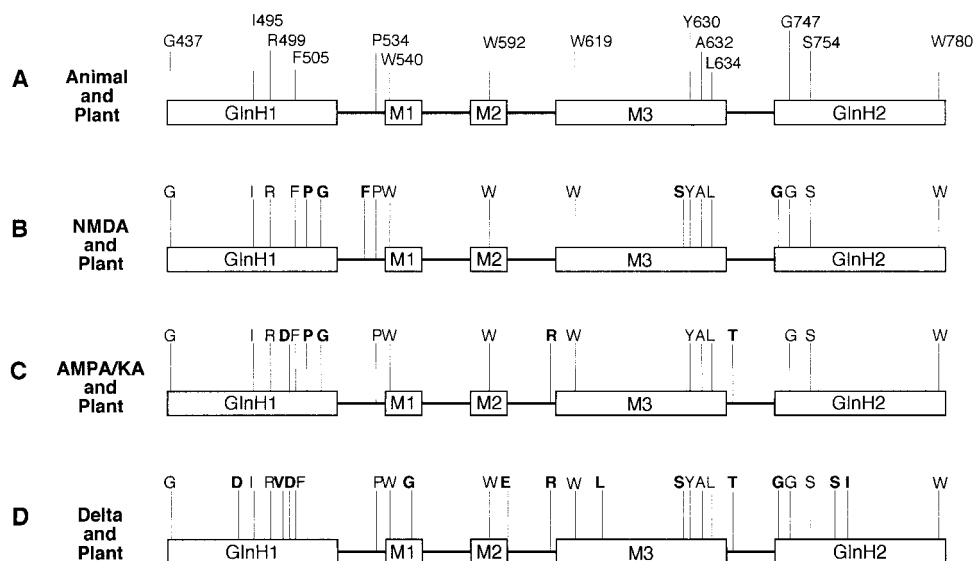 I495 Y630 G747
G437 R499 P534 W592 W619 A632 S754 W780
F505 W540 L634
A Animal and Plant
GlnH1 M1 M2 M3 GlnH2
G I R F P G F P W W W S Y A L G G S W
B NMDA and Plant
GlnH1 M1 M2 M3 GlnH2
G I R D F P G P W W R W Y A L T G S W
C AMPA/KA and Plant
GlnH1 M1 M2 M3 GlnH2
G D I R V D F P W G W E R W L S Y A L T G G S S I W
D Delta and Plant
GlnH1 M1 M2 M3 GlnH2